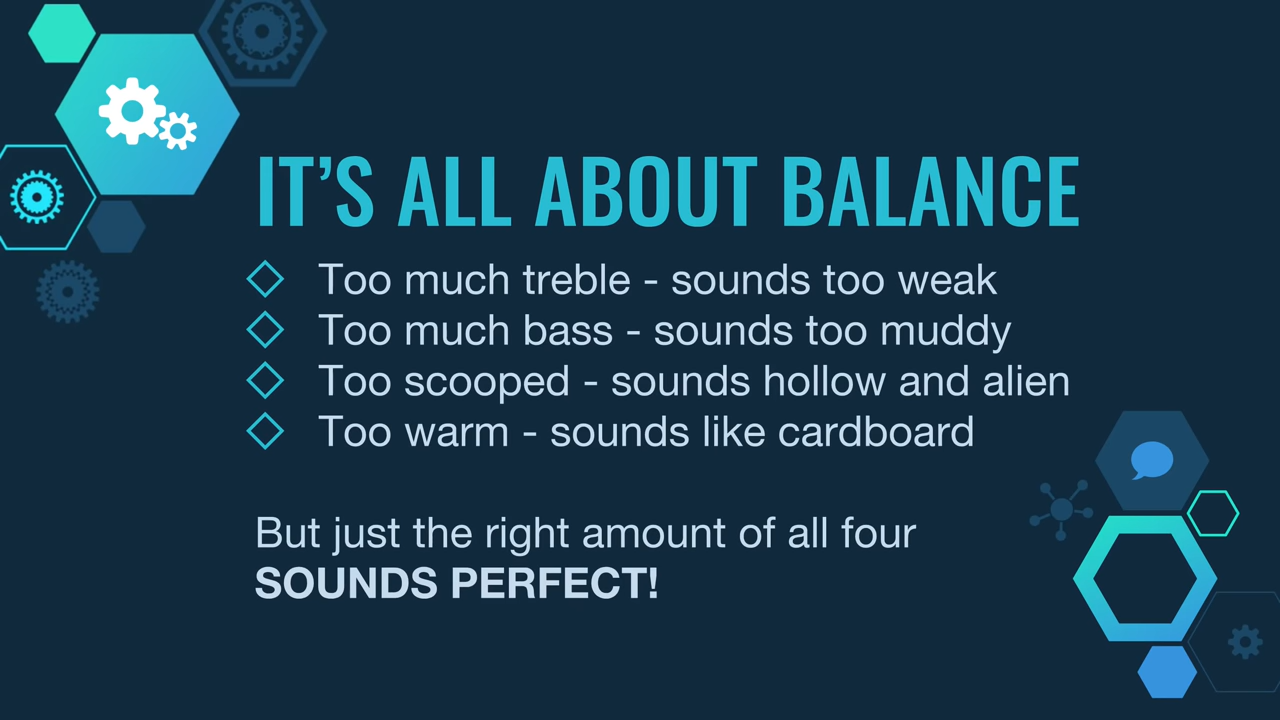 IT’S ALL ABOUT BALANCE
Too much treble - sounds too weak
Too much bass - sounds too muddy
Too scooped - sounds hollow and alien
Too warm - sounds like cardboard
But just the right amount of all four
SOUNDS PERFECT!